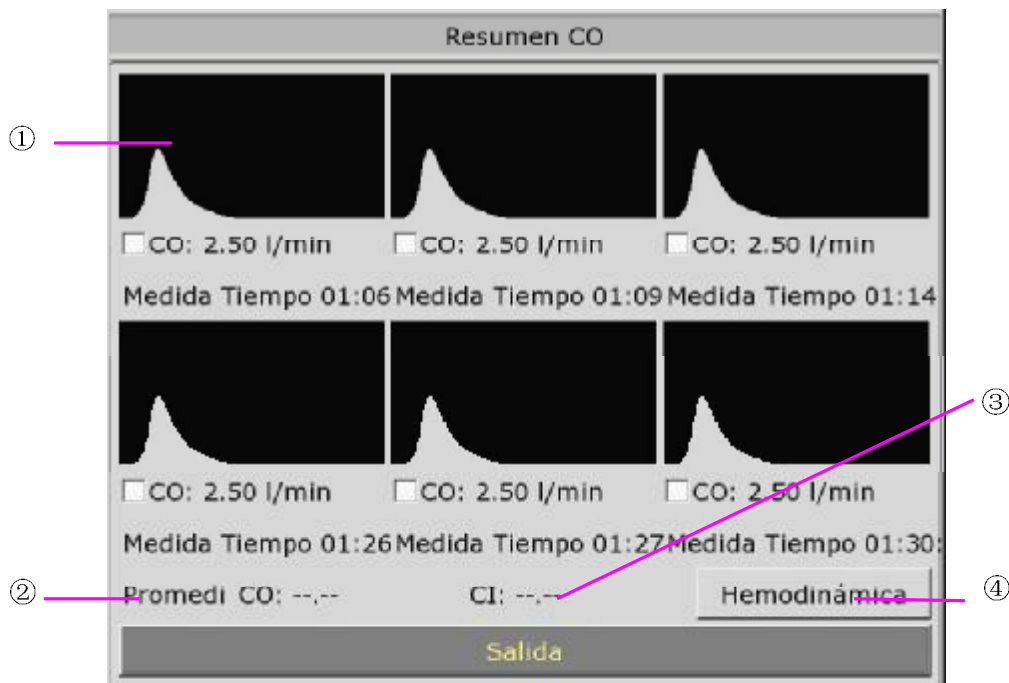 Resumen CO
①
CO: 2.50 l/min CO: 2.50 l/min CO: 2.50 l/min
Medida Tiempo 01:06 Medida Tiempo 01:09 Medida Tiempo 01:14
③
CO: 2.50 l/min CO: 2.50 l/min CO: 2.50 l/min
Medida Tiempo 01:26 Medida Tiempo 01:27 Medida Tiempo 01:30:
② Promedi CO: --.-- CI: --.-- Hemodinámica ④
Salida